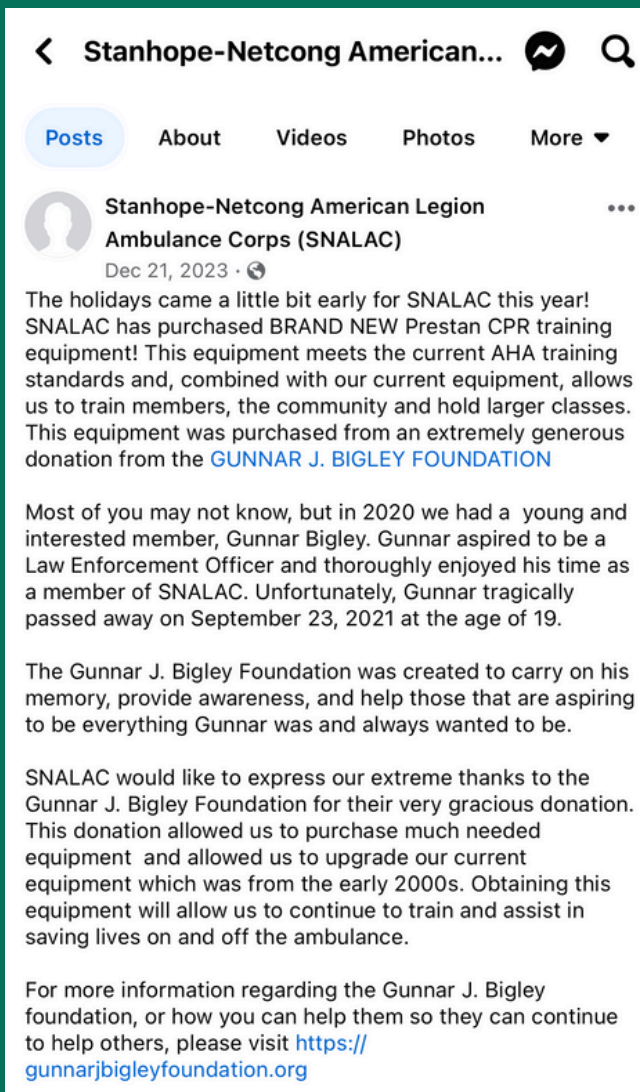 Stanhope-Netcong American...
Posts About Videos Photos More
Stanhope-Netcong American Legion
Ambulance Corps (SNALAC)
Dec 21, 2023 ·
The holidays came a little bit early for SNALAC this year!
SNALAC has purchased BRAND NEW Prestan CPR training
equipment! This equipment meets the current AHA training
standards and, combined with our current equipment, allows
us to train members, the community and hold larger classes.
This equipment was purchased from an extremely generous
donation from the GUNNAR J. BIGLEY FOUNDATION
Most of you may not know, but in 2020 we had a young and
interested member, Gunnar Bigley. Gunnar aspired to be a
Law Enforcement Officer and thoroughly enjoyed his time as
a member of SNALAC. Unfortunately, Gunnar tragically
passed away on September 23, 2021 at the age of 19.
The Gunnar J. Bigley Foundation was created to carry on his
memory, provide awareness, and help those that are aspiring
to be everything Gunnar was and always wanted to be.
SNALAC would like to express our extreme thanks to the
Gunnar J. Bigley Foundation for their very gracious donation.
This donation allowed us to purchase much needed
equipment and allowed us to upgrade our current
equipment which was from the early 2000s. Obtaining this
equipment will allow us to continue to train and assist in
saving lives on and off the ambulance.
For more information regarding the Gunnar J. Bigley
foundation, or how you can help them so they can continue
to help others, please visit https://
gunnarjbigleyfoundation.org